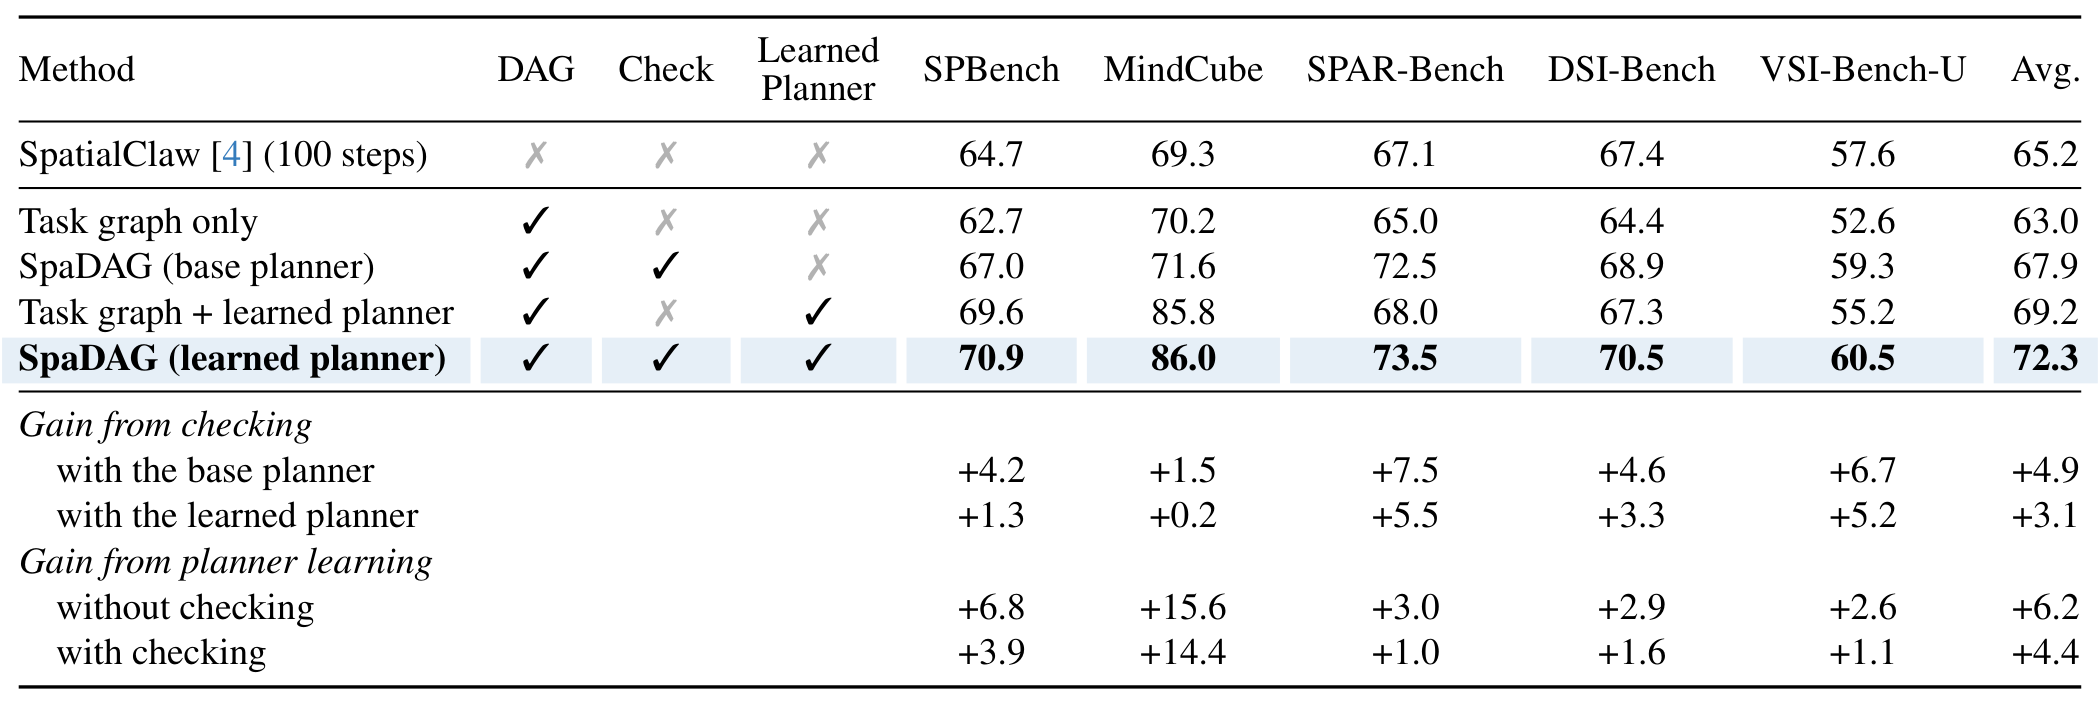 Method DAG Check Learned Planner SPBench MindCube SPAR-Bench DSI-Bench VSI-Bench-U Avg.
SpatialClaw [4] (100 steps) ✗ ✗ ✗ 64.7 69.3 67.1 67.4 57.6 65.2
Task graph only ✓ ✗ ✗ 62.7 70.2 65.0 64.4 52.6 63.0
SpaDAG (base planner) ✓ ✓ ✗ 67.0 71.6 72.5 68.9 59.3 67.9
Task graph + learned planner ✓ ✗ ✓ 69.6 85.8 68.0 67.3 55.2 69.2
SpaDAG (learned planner) ✓ ✓ ✓ 70.9 86.0 73.5 70.5 60.5 72.3
Gain from checking
with the base planner +4.2 +1.5 +7.5 +4.6 +6.7 +4.9
with the learned planner +1.3 +0.2 +5.5 +3.3 +5.2 +3.1
Gain from planner learning
without checking +6.8 +15.6 +3.0 +2.9 +2.6 +6.2
with checking +3.9 +14.4 +1.0 +1.6 +1.1 +4.4